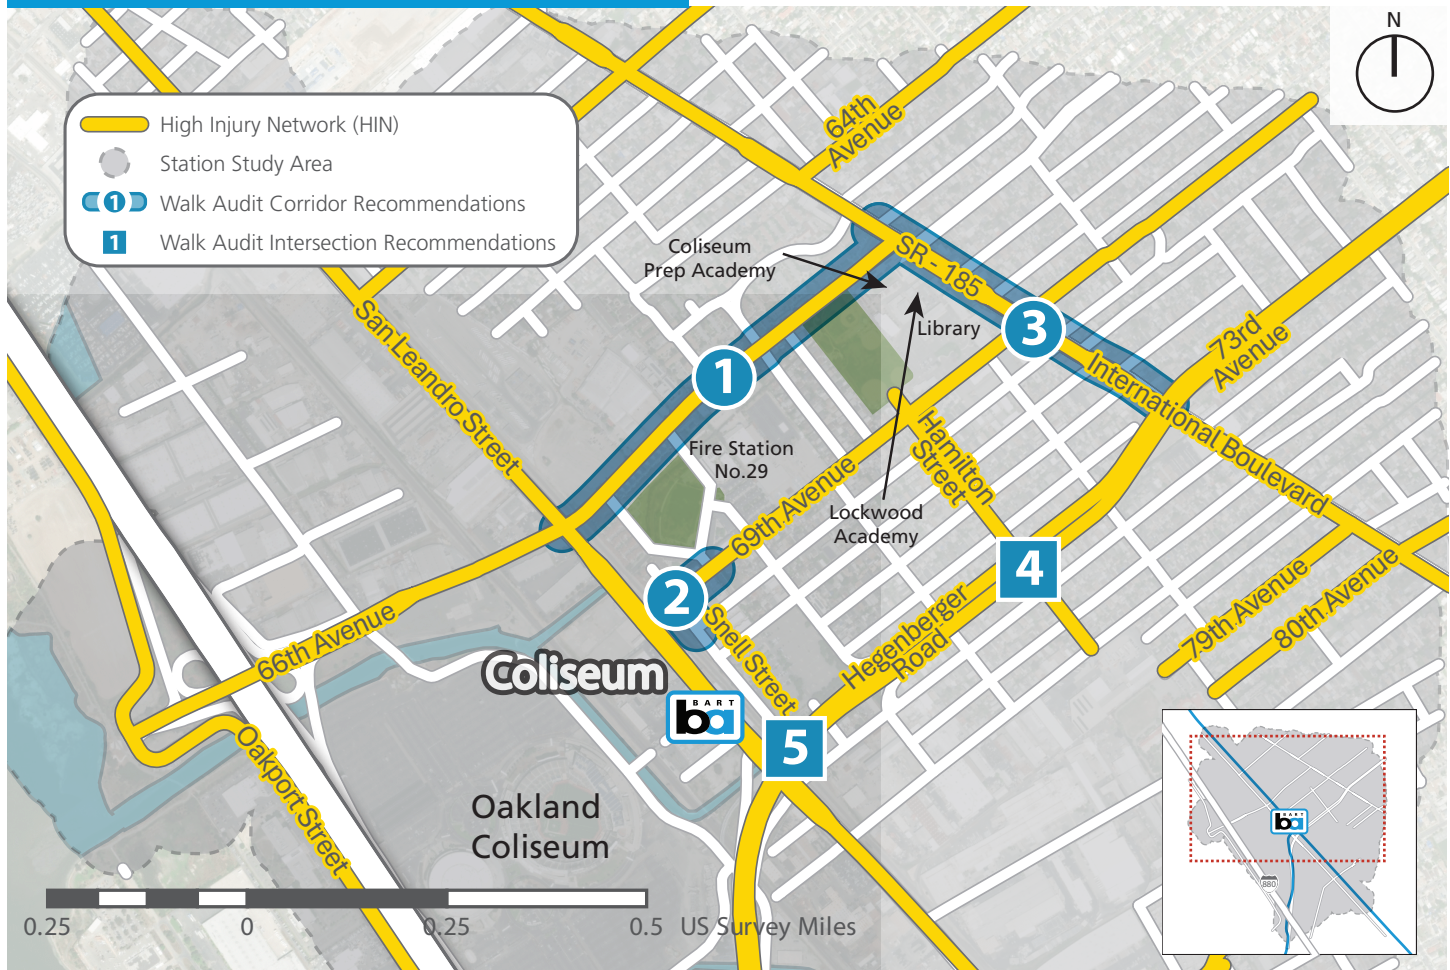 N
High Injury Network (HIN)
Station Study Area
1
Walk Audit Corridor Recommendations
1
Walk Audit Intersection Recommendations
64th
Avenue
Coliseum
Prep Academy
SR - 185
Library
3
73rd
Avenue
San Leandro Street
1
International Boulevard
Fire Station
No.29
Hamilton
Street
69th Avenue
Lockwood
Academy
4
2
79th Avenue
80th Avenue
66th Avenue
Snell Street
Hegenberger
Road
Coliseum
BART
ba
5
Oakport Street
Oakland
Coliseum
BART
ba
880
0.25
0
0.25
0.5
US Survey Miles